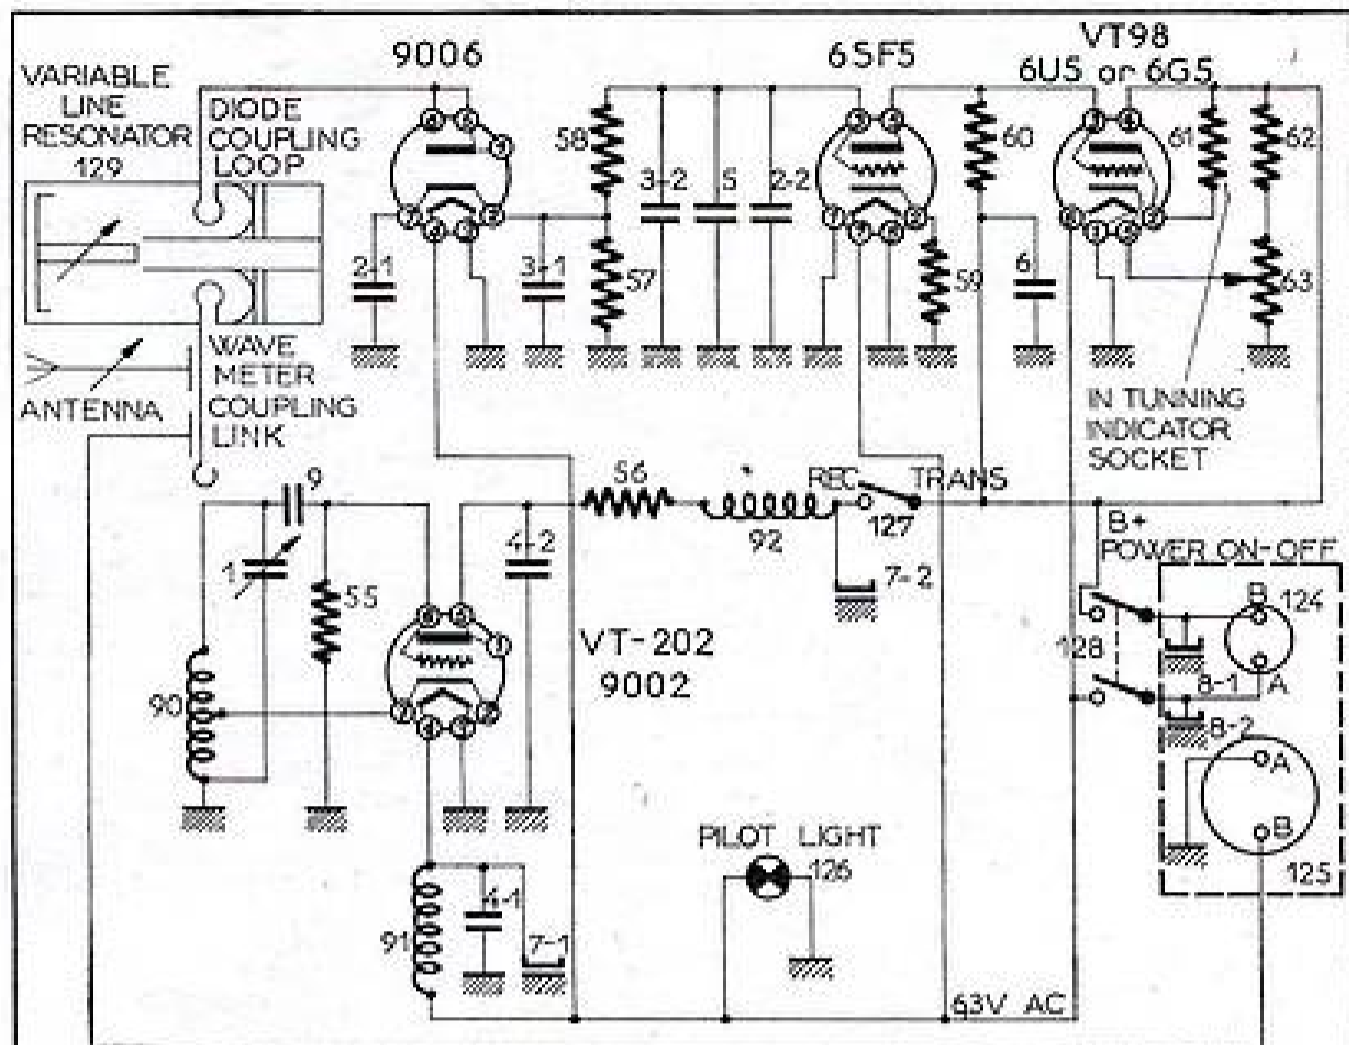 9006
6SF5
VT98
6U5 or 6G5
VARIABLE
LINE
RESONATOR
129
DIODE
COUPLING
LOOP
58
3-2
5
2-2
60
61
62
2-1
3-1
57
59
6
63
WAVE
METER
COUPLING
LINK
ANTENNA
IN TUNNING
INDICATOR
SOCKET
9
56
92
REC
TRANS
127
7-2
B+
POWER ON-OFF
1
55
4-2
VT-202
9002
128
B
124
8-1
A
8-2
90
A
B
125
PILOT LIGHT
126
91
4-1
7-1
63V AC